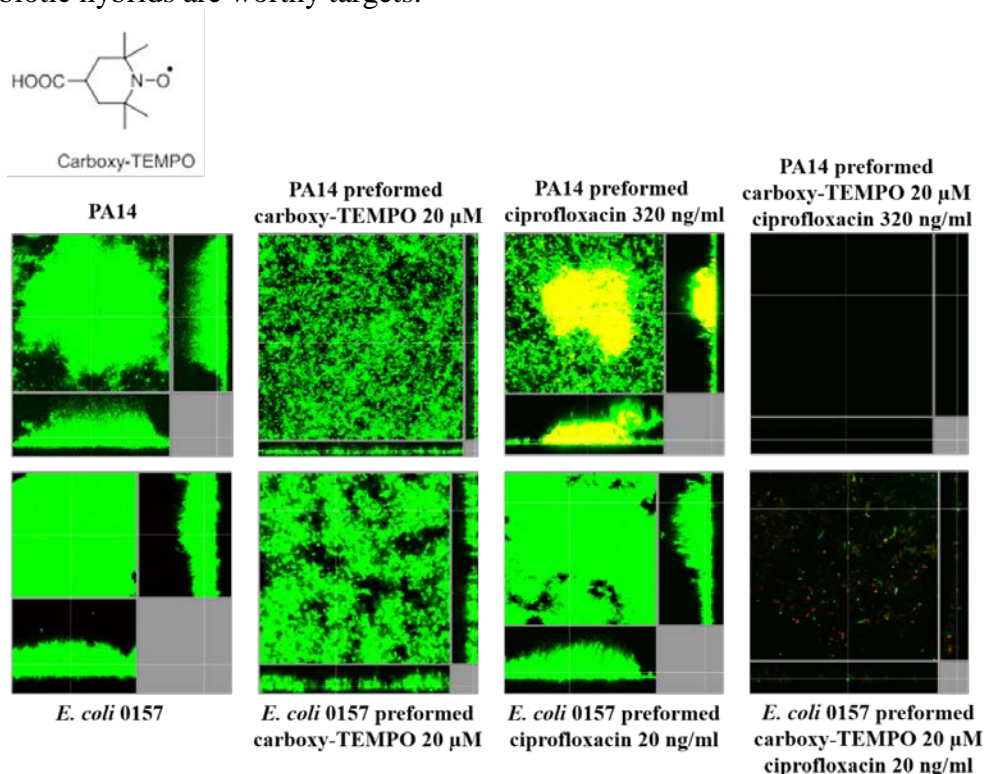 biotic hybrids are worthy targets.
HOOC
N–O•
Carboxy-TEMPO
PA14
PA14 preformed
carboxy-TEMPO 20 µM
PA14 preformed
ciprofloxacin 320 ng/ml
PA14 preformed
carboxy-TEMPO 20 µM
ciprofloxacin 320 ng/ml
E. coli 0157
E. coli 0157 preformed
carboxy-TEMPO 20 µM
E. coli 0157 preformed
ciprofloxacin 20 ng/ml
E. coli 0157 preformed
carboxy-TEMPO 20 µM
ciprofloxacin 20 ng/ml